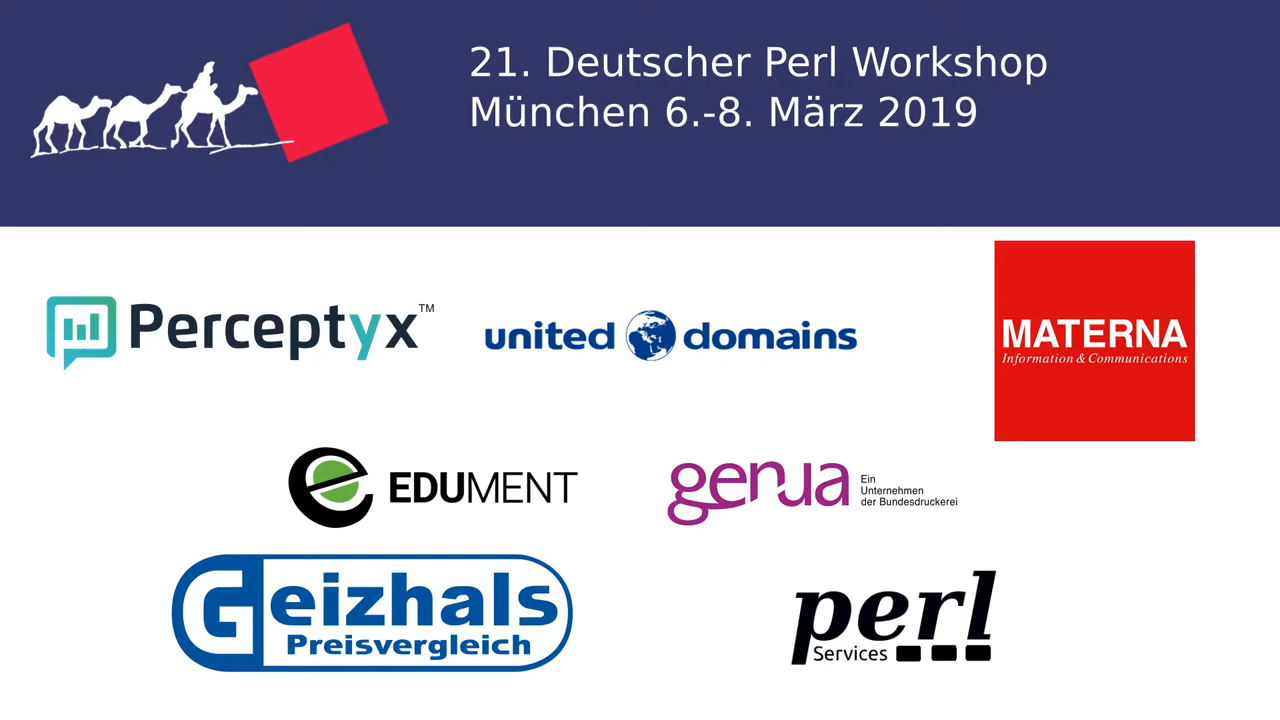 21. Deutscher Perl Workshop
München 6.-8. März 2019
Perceptyx™
united domains
MATERNA
Information & Communications
EDUMENT
genua
Ein
Unternehmen
der Bundesdruckerei
Geizhals
Preisvergleich
perl
Services